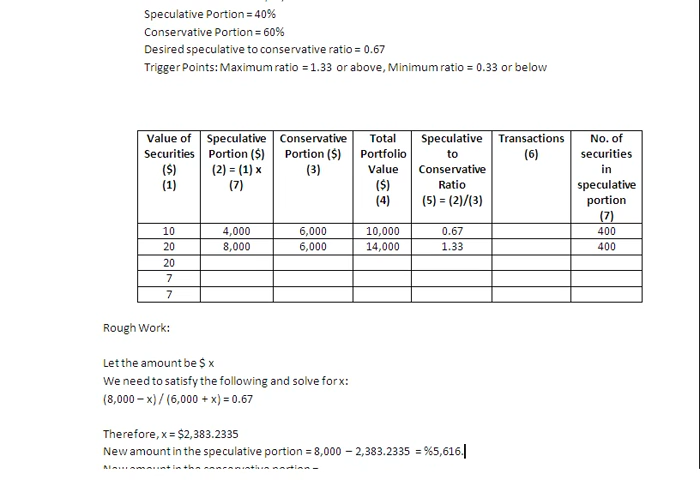 Speculative Portion = 40%
Conservative Portion = 60%
Desired speculative to conservative ratio = 0.67
Trigger Points: Maximum ratio = 1.33 or above, Minimum ratio = 0.33 or below
Value of Securities ($) (1) | Speculative Portion ($) (2) = (1) x (7) | Conservative Portion ($) (3) | Total Portfolio Value ($) (4) | Speculative to Conservative Ratio (5) = (2)/(3) | Transactions (6) | No. of securities in speculative portion (7)
10 4,000 6,000 10,000 0.67 400
20 8,000 6,000 14,000 1.33 400
20
7
7
Rough Work:
Let the amount be $ x
We need to satisfy the following and solve for x:
(8,000 – x) / (6,000 + x) = 0.67
Therefore, x = $2,383.2335
New amount in the speculative portion = 8,000 – 2,383.2335 = %5,616.
New amount in the conservative portion =